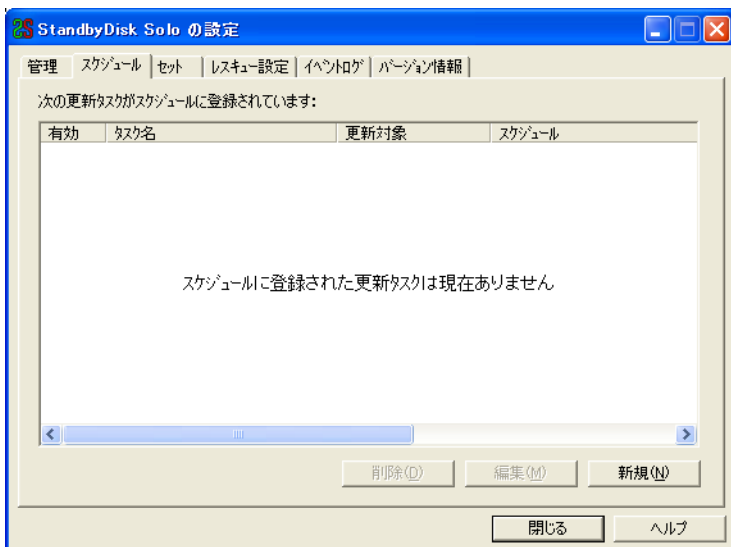 StandbyDisk Solo の設定
管理 スケジュール セット レスキュー設定 イベントログ バージョン情報
次の更新タスクがスケジュールに登録されています:
有効 タスク名 更新対象 スケジュール
スケジュールに登録された更新タスクは現在ありません
削除(D) 編集(M) 新規(N)
閉じる ヘルプ